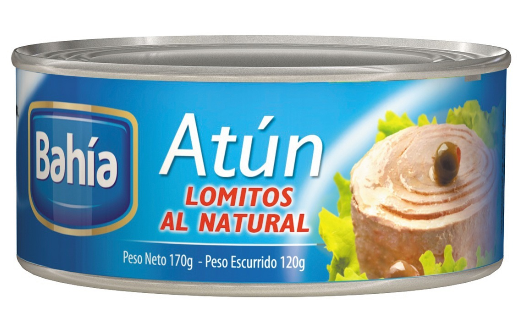 Bahía
Atún
LOMITOS
AL NATURAL
Peso Neto 170g - Peso Escurrido 120g